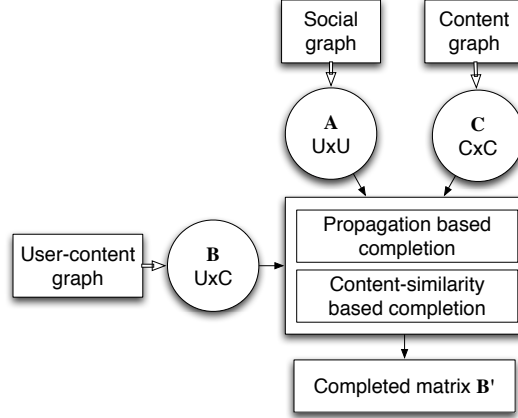 Social
graph
Content
graph
A
UxU
C
CxC
Propagation based
completion
User-content
graph
B
UxC
Content-similarity
based completion
Completed matrix B'